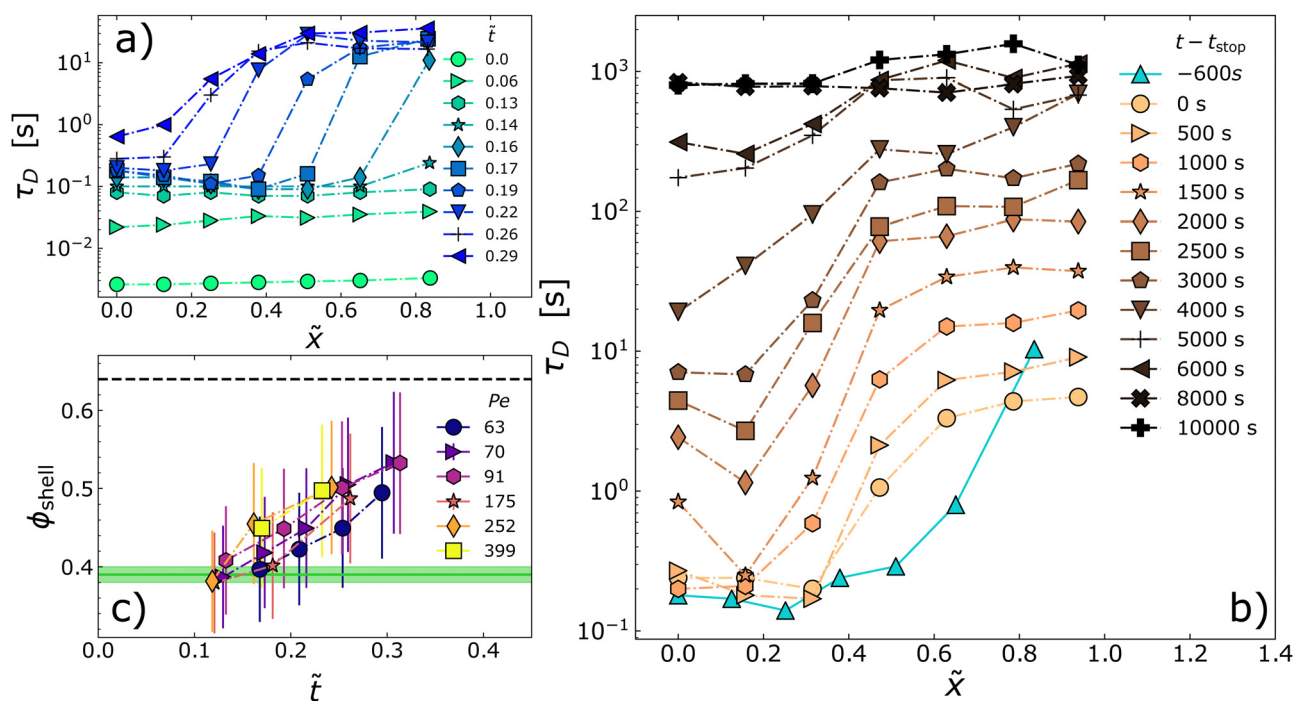 a)
τ_D [s]
10^1
10^0
10^−1
10^−2
t̃
0.0
0.06
0.13
0.14
0.16
0.17
0.19
0.22
0.26
0.29
0.0 0.2 0.4 0.6 0.8 1.0
x̃
c)
ϕ_shell
0.6
0.5
0.4
Pe
63
70
91
175
252
399
0.0 0.1 0.2 0.3 0.4
t̃
b)
τ_D [s]
10^3
10^2
10^1
10^0
10^−1
t − t_stop
−600s
0 s
500 s
1000 s
1500 s
2000 s
2500 s
3000 s
4000 s
5000 s
6000 s
8000 s
10000 s
0.0 0.2 0.4 0.6 0.8 1.0 1.2 1.4
x̃